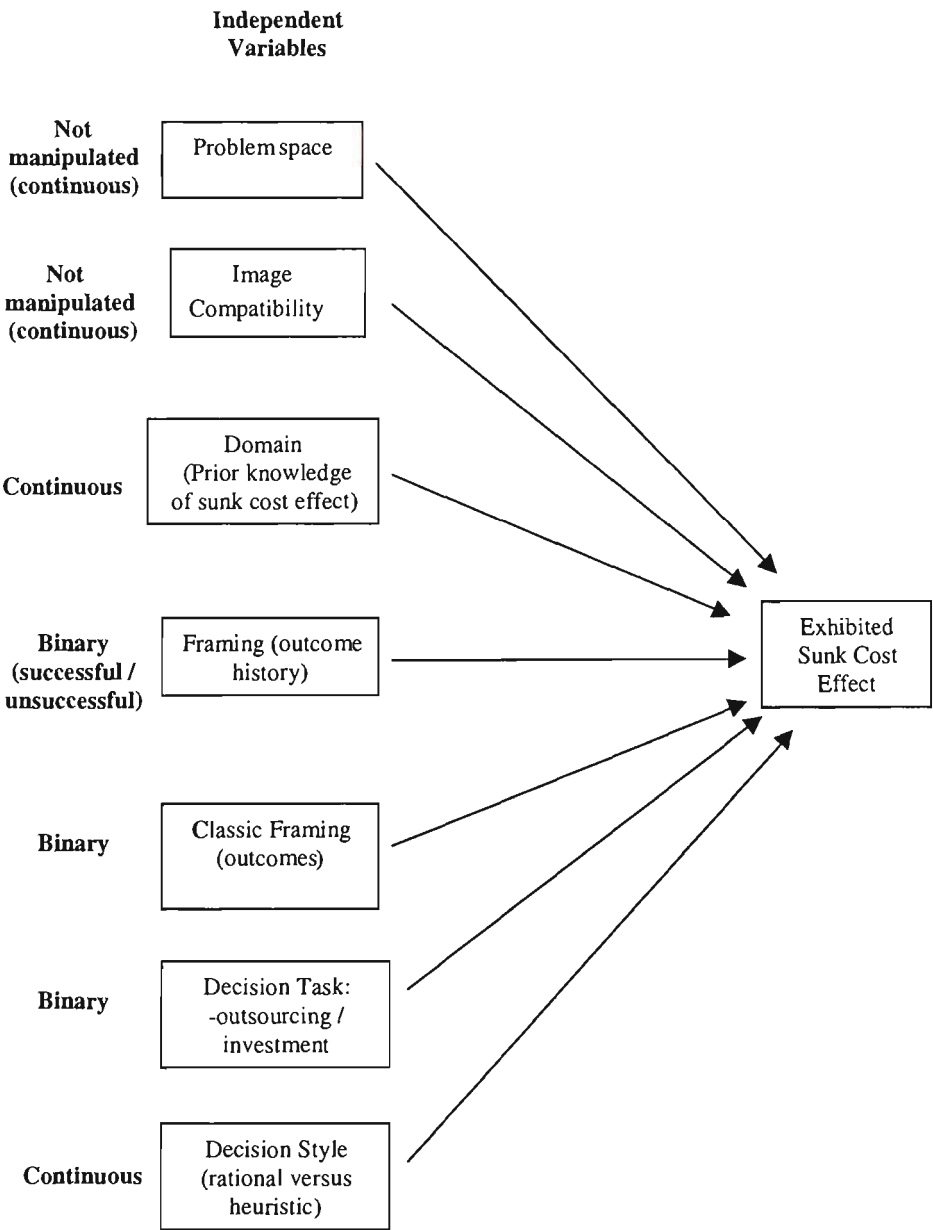 Independent
Variables
Not
manipulated
(continuous)
Problem space
Not
manipulated
(continuous)
Image
Compatibility
Continuous
Domain
(Prior knowledge
of sunk cost effect)
Binary
(successful /
unsuccessful)
Framing (outcome
history)
Exhibited
Sunk Cost
Effect
Binary
Classic Framing
(outcomes)
Binary
Decision Task:
-outsourcing /
investment
Continuous
Decision Style
(rational versus
heuristic)